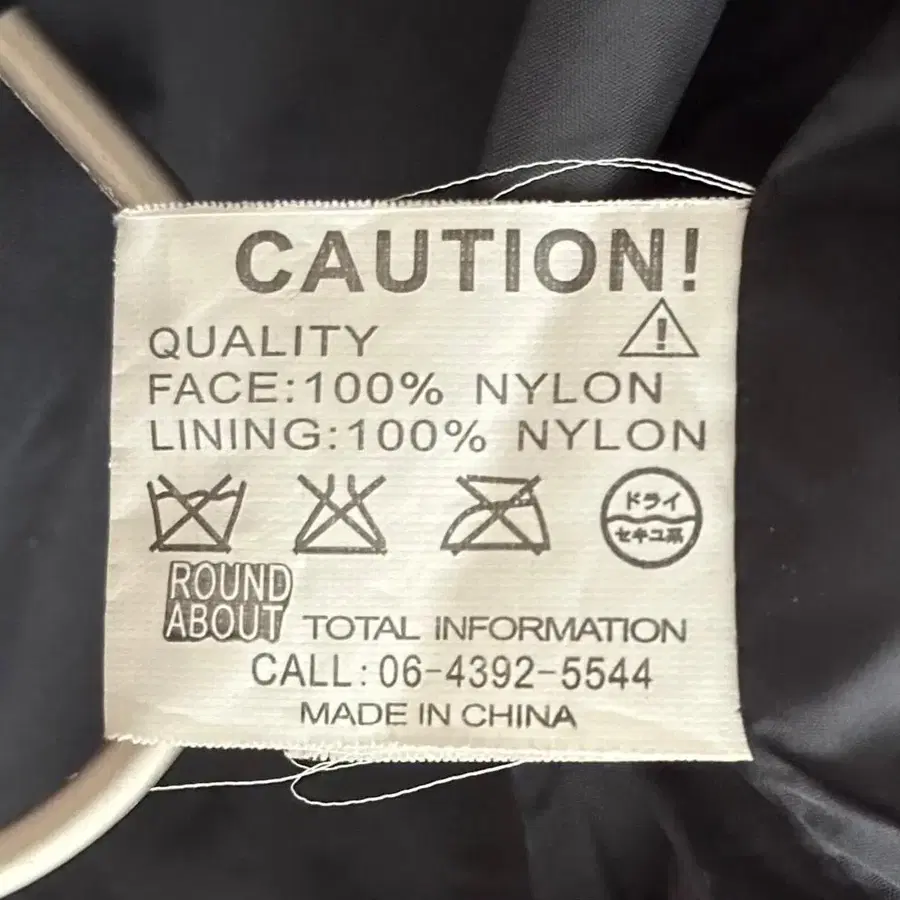 CAUTION!
QUALITY
!
FACE:100% NYLON
LINING:100% NYLON
ドライ
セキユ系
ROUND
ABOUT
TOTAL INFORMATION
CALL:06-4392-5544
MADE IN CHINA